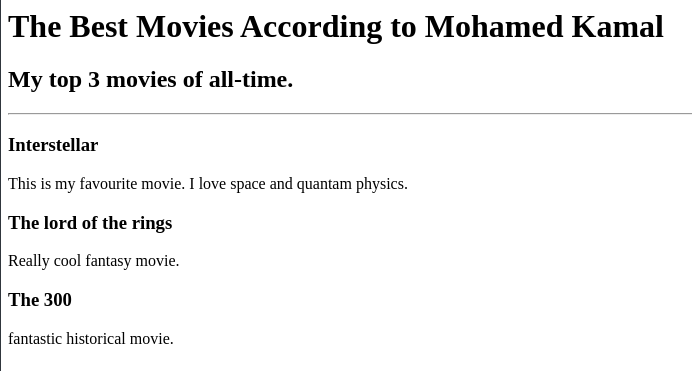 The Best Movies According to Mohamed Kamal
My top 3 movies of all-time.
Interstellar
This is my favourite movie. I love space and quantam physics.
The lord of the rings
Really cool fantasy movie.
The 300
fantastic historical movie.